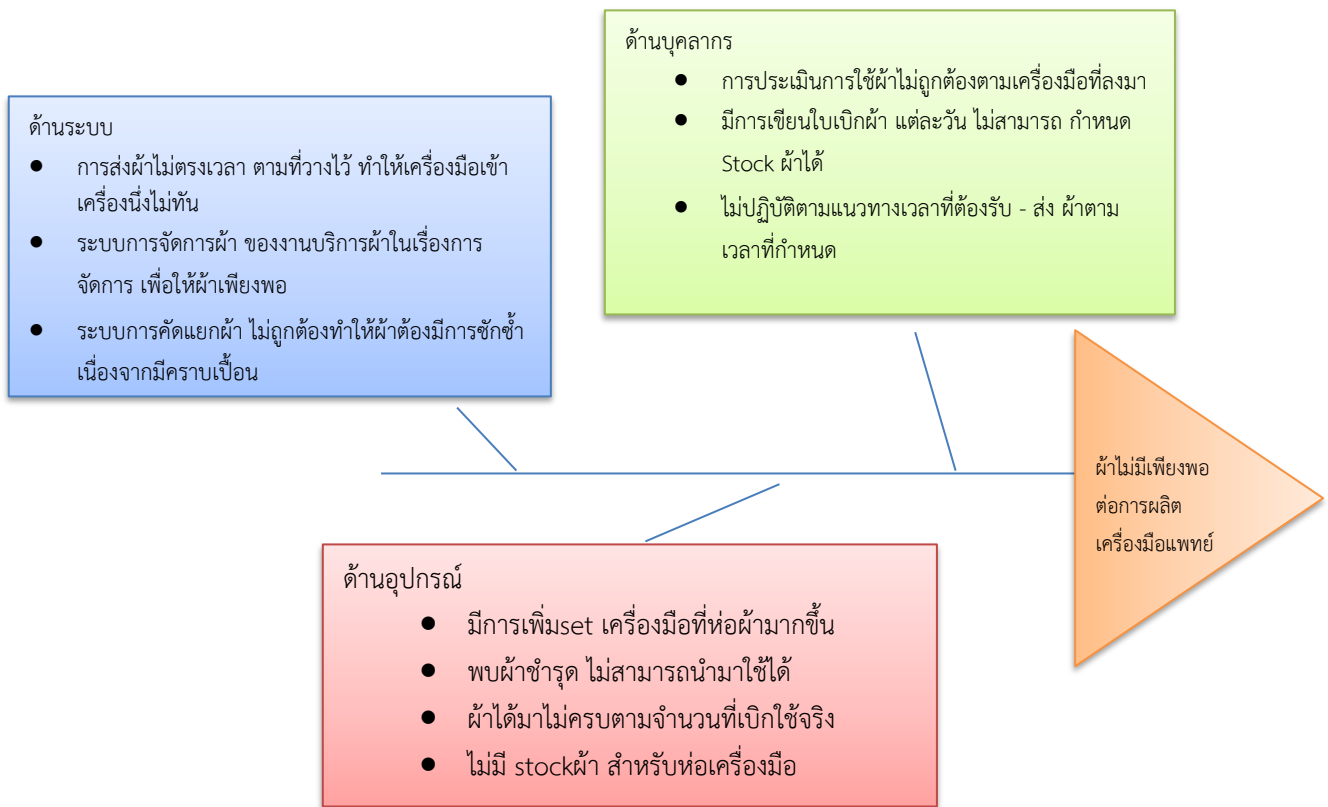 ด้านบุคลากร
● การประเมินการใช้ผ้าไม่ถูกต้องตามเครื่องมือที่ลงมา
● มีการเขียนใบเบิกผ้า แต่ละวัน ไม่สามารถ กำหนด
Stock ผ้าได้
● ไม่ปฏิบัติตามแนวทางเวลาที่ต้องรับ - ส่ง ผ้าตาม
เวลาที่กำหนด
ด้านระบบ
● การส่งผ้าไม่ตรงเวลา ตามที่วางไว้ ทำให้เครื่องมือเข้า
เครื่องนึ่งไม่ทัน
● ระบบการจัดการผ้า ของงานบริการผ้าในเรื่องการ
จัดการ เพื่อให้ผ้าเพียงพอ
● ระบบการคัดแยกผ้า ไม่ถูกต้องทำให้ผ้าต้องมีการซักซ้ำ
เนื่องจากมีคราบเปื้อน
ผ้าไม่มีเพียงพอ
ต่อการผลิต
เครื่องมือแพทย์
ด้านอุปกรณ์
● มีการเพิ่มset เครื่องมือที่ห่อผ้ามากขึ้น
● พบผ้าชำรุด ไม่สามารถนำมาใช้ได้
● ผ้าได้มาไม่ครบตามจำนวนที่เบิกใช้จริง
● ไม่มี stockผ้า สำหรับห่อเครื่องมือ